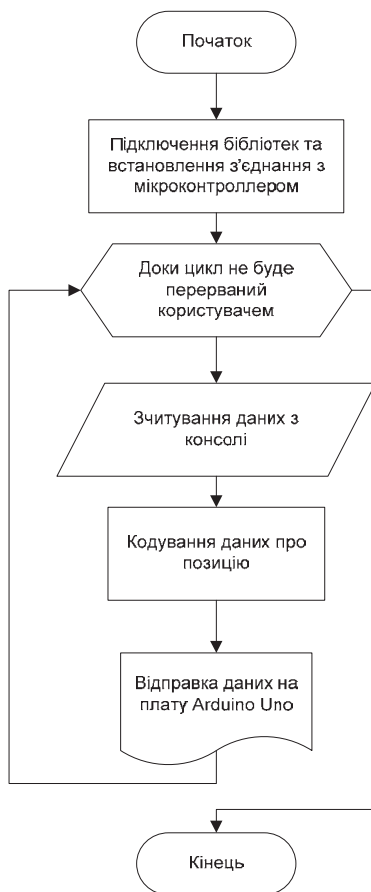 Початок
Підключення бібліотек та
встановлення з'єднання з
мікроконтроллером
Доки цикл не буде
перерваний
користувачем
Зчитування даних з
консолі
Кодування даних про
позицію
Відправка даних на
плату Arduino Uno
Кінець